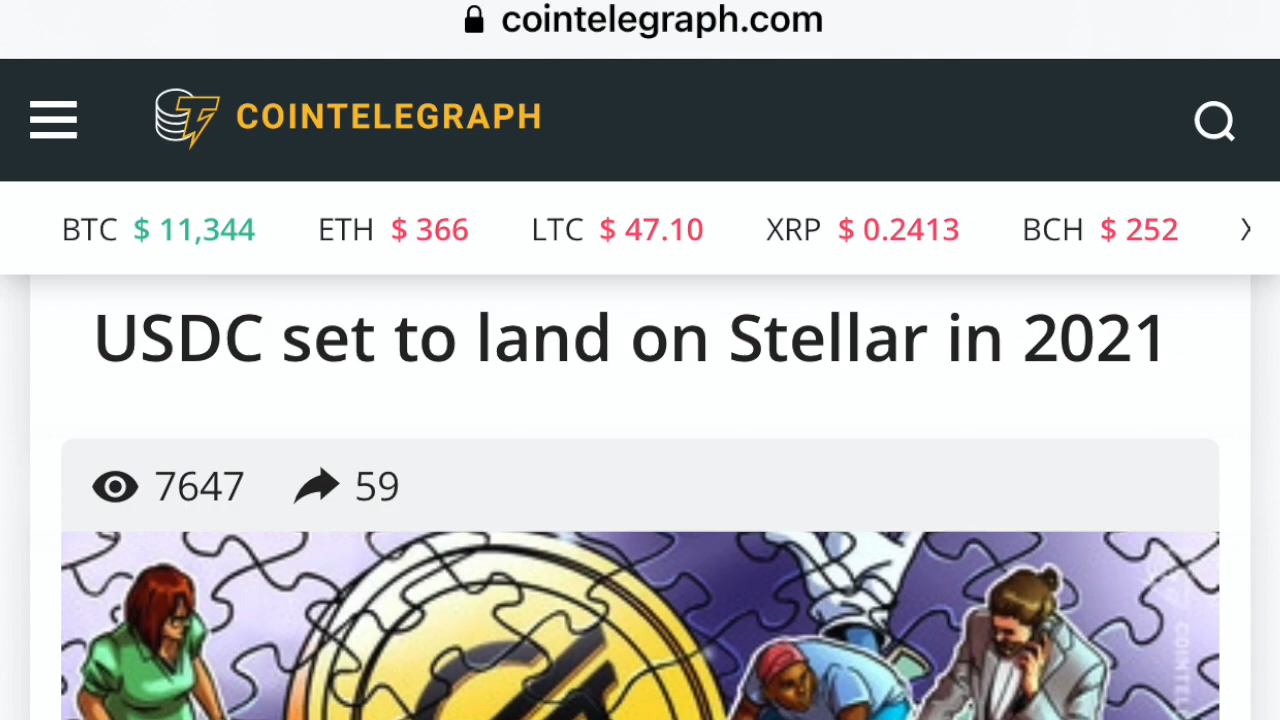 cointelegraph.com
COINTELEGRAPH
BTC $ 11,344 ETH $ 366 LTC $ 47.10 XRP $ 0.2413 BCH $ 252
USDC set to land on Stellar in 2021
7647 59